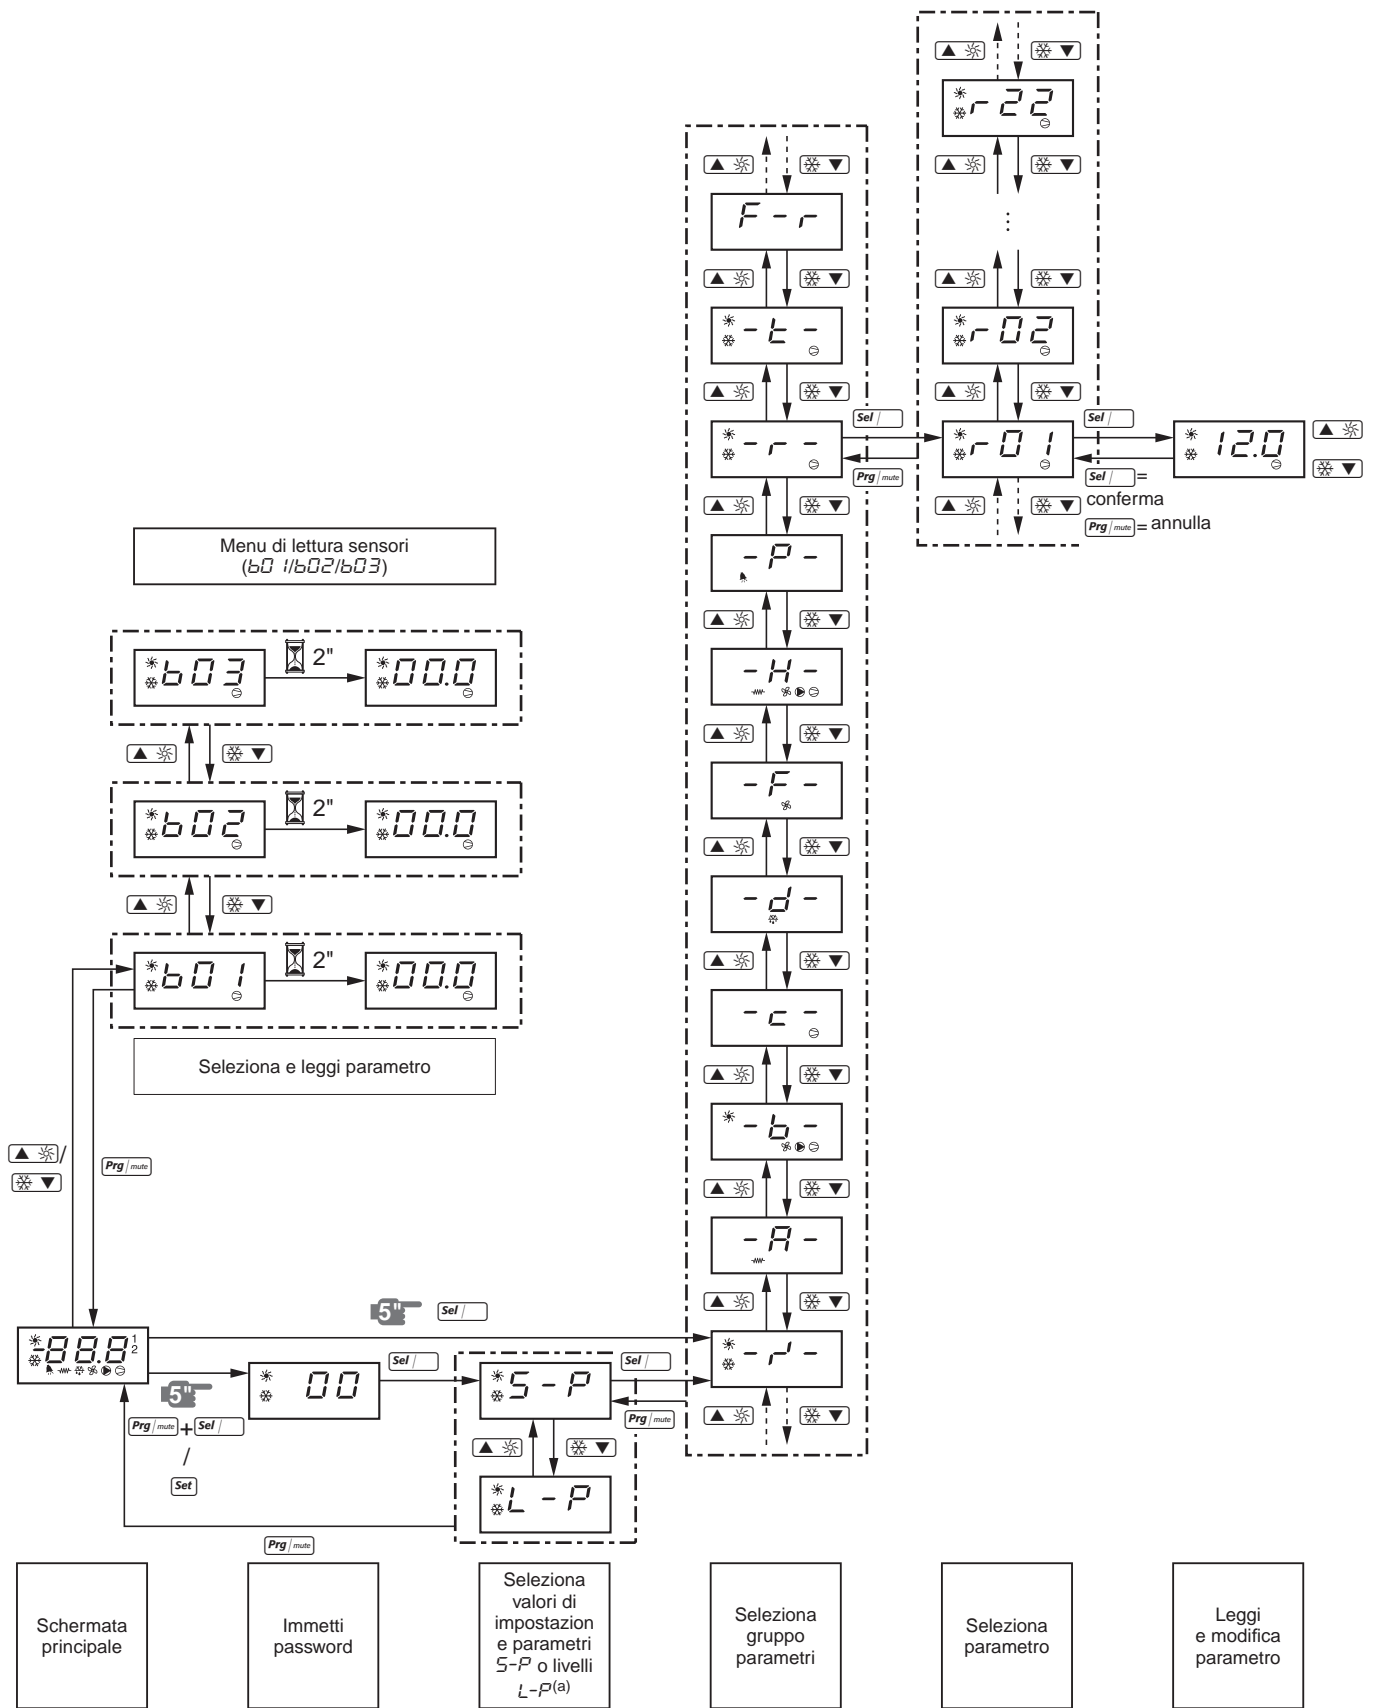 r22
F-r
-t-
r02
-r-
Sel
r01
Sel
12.0
Prg/mute
Sel =
conferma
Prg/mute = annulla
-P-
Menu di lettura sensori
(b01/b02/b03)
-H-
b03
2"
00.0
-F-
b02
2"
00.0
-d-
b01
2"
00.0
-c-
Seleziona e leggi parametro
-b-
/
Prg/mute
-A-
5"
Sel
-88.8
1
2
-r-
5"
00
Sel
S-P
Sel
Prg/mute
Prg/mute + Sel
/
Set
L-P
Prg/mute
Schermata
principale
Immetti
password
Seleziona
valori di
impostazion
e parametri
S-P o livelli
L-P(a)
Seleziona
gruppo
parametri
Seleziona
parametro
Leggi
e modifica
parametro